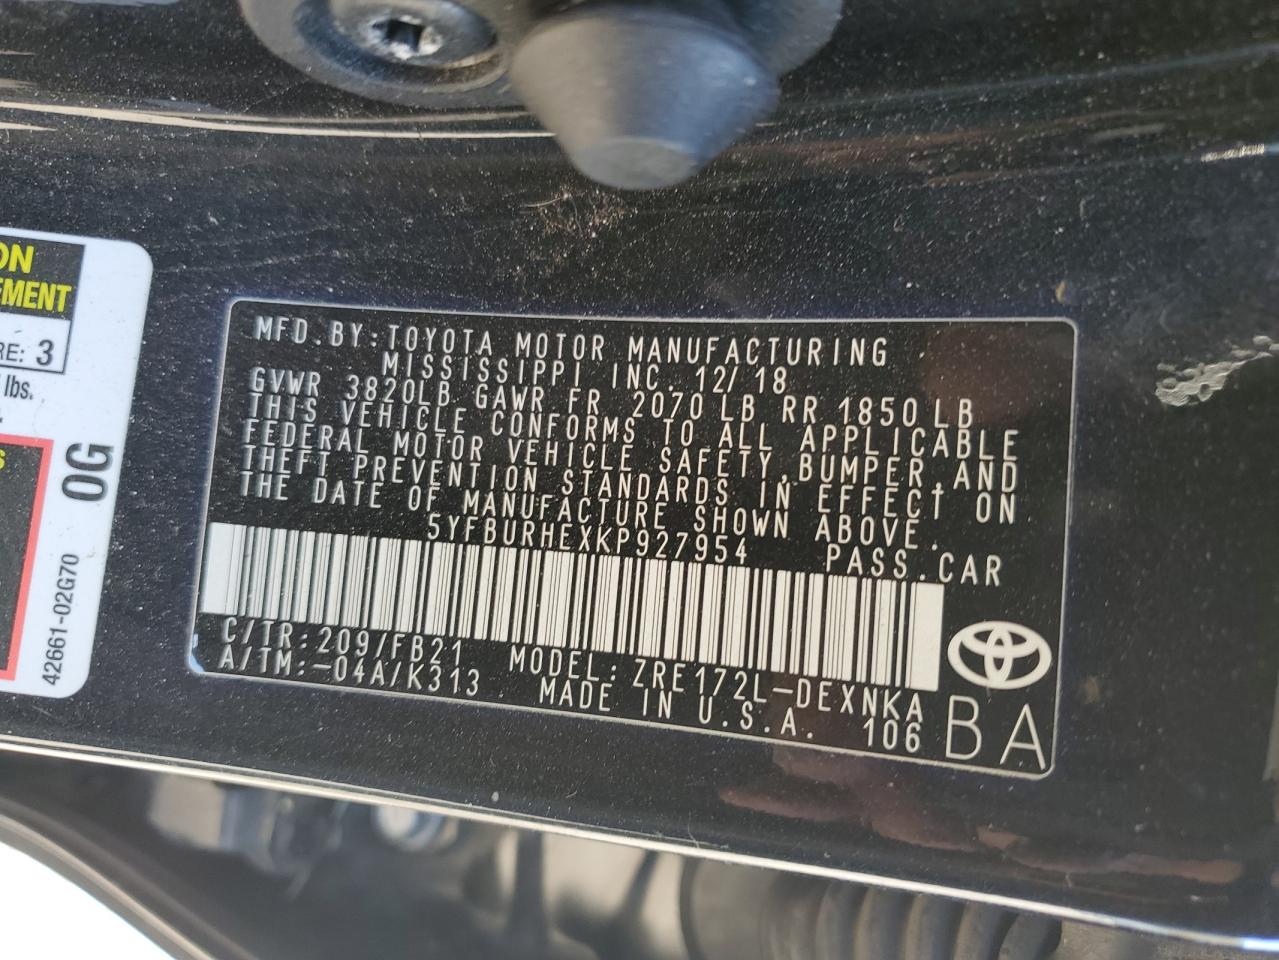 ON
EMENT
RE: 3
lbs.
S
0G
42661-02G70
MFD.BY:TOYOTA MOTOR MANUFACTURING
MISSISSIPPI INC. 12/18
GVWR 3820LB GAWR FR 2070LB RR 1850LB
THIS VEHICLE CONFORMS TO ALL APPLICABLE
FEDERAL MOTOR VEHICLE SAFETY,BUMPER,AND
THEFT PREVENTION STANDARDS IN EFFECT ON
THE DATE OF MANUFACTURE SHOWN ABOVE.
5YFBURHEXKP927954 PASS.CAR
C/TR:209/FB21 MODEL:ZRE172L-DEXNKA
A/TM:-04A/K313 MADE IN U.S.A. 106
BA